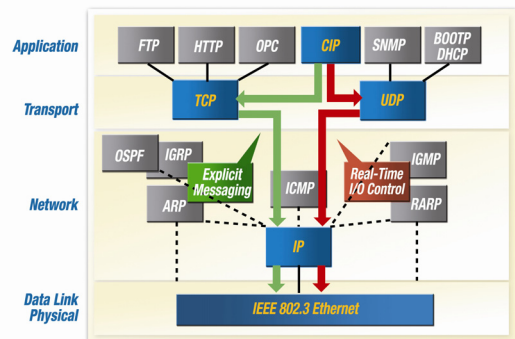 Application
FTP
HTTP
OPC
CIP
SNMP
BOOTP
DHCP
Transport
TCP
UDP
OSPF
IGRP
Explicit
Messaging
ICMP
Real-Time
I/O Control
IGMP
Network
ARP
RARP
IP
Data Link
Physical
IEEE 802.3 Ethernet